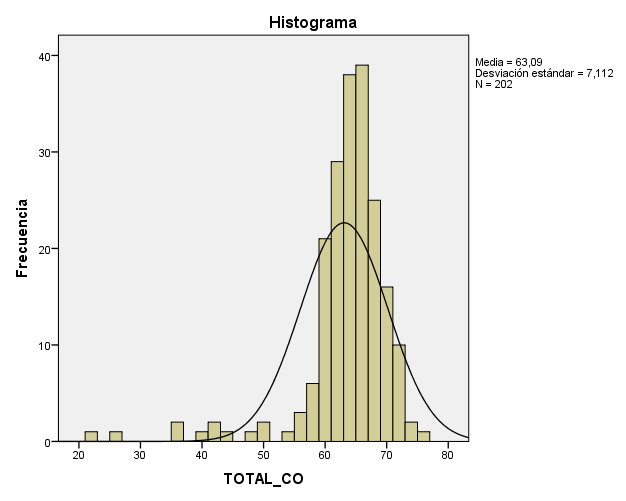 Histograma
Media = 63,09
Desviación estándar = 7,112
N = 202
40
30
20
10
0
Frecuencia
20 30 40 50 60 70 80
TOTAL_CO